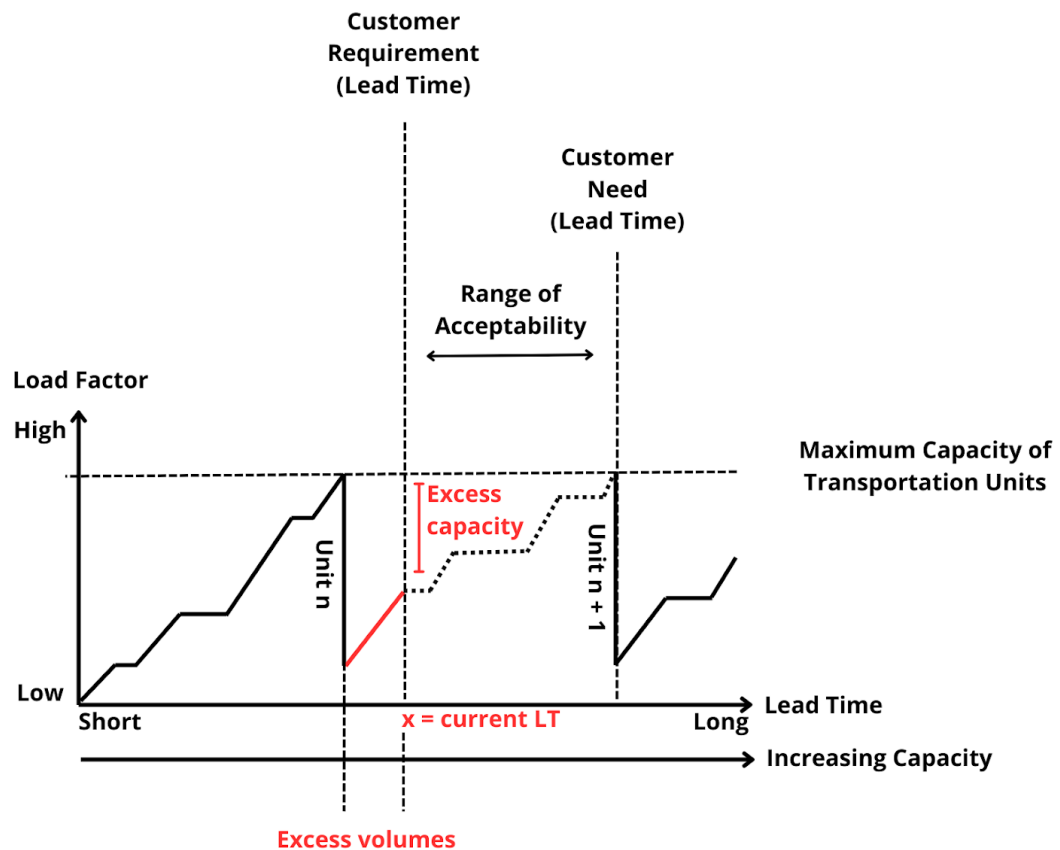 Customer
Requirement
(Lead Time)
Customer
Need
(Lead Time)
Range of
Acceptability
Load Factor
High
Maximum Capacity of
Transportation Units
Excess
capacity
Unit n
Unit n + 1
Low
Short
x = current LT
Long
Lead Time
Increasing Capacity
Excess volumes